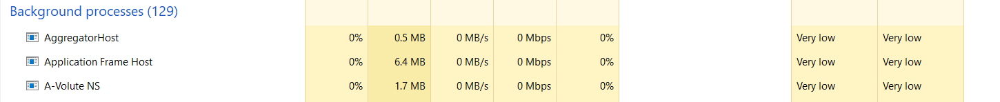 Background processes (129)
AggregatorHost 0% 0.5 MB 0 MB/s 0 Mbps 0% Very low Very low
Application Frame Host 0% 6.4 MB 0 MB/s 0 Mbps 0% Very low Very low
A-Volute NS 0% 1.7 MB 0 MB/s 0 Mbps 0% Very low Very low